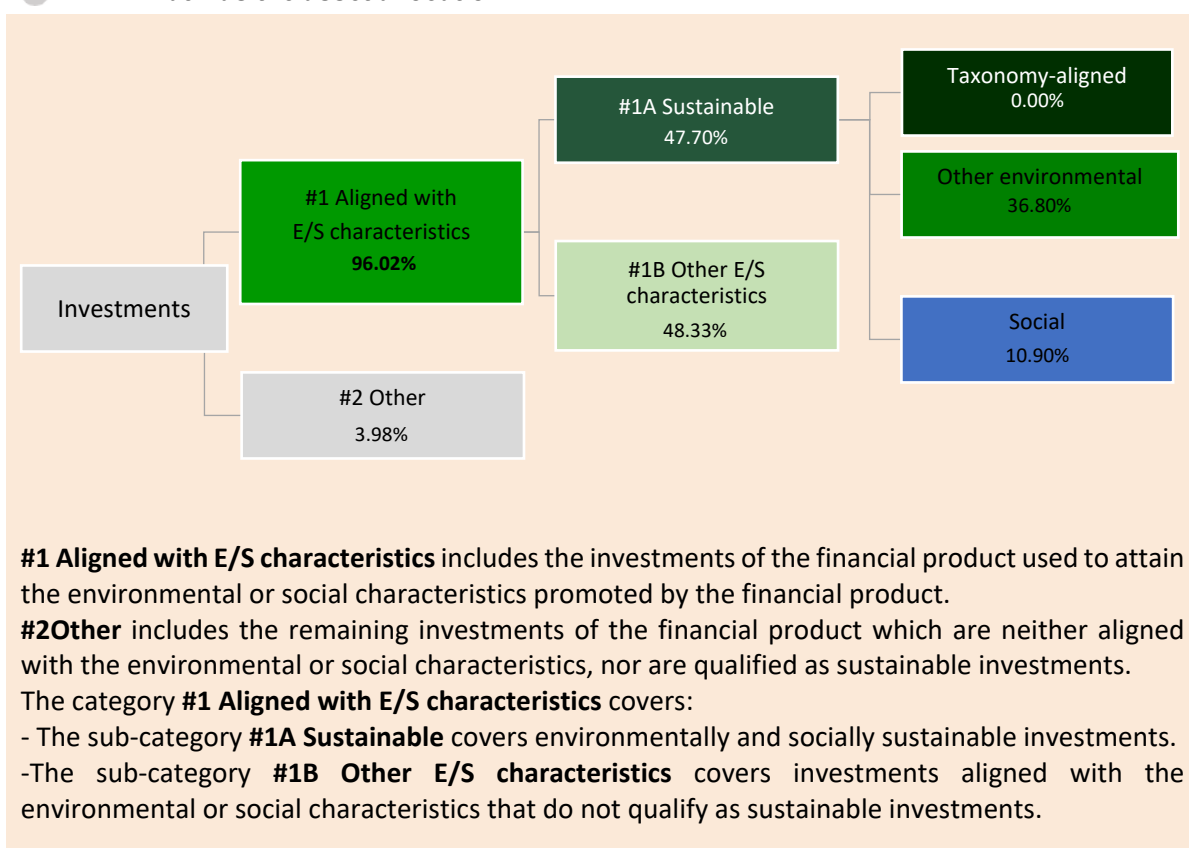 Taxonomy-aligned
0.00%
#1A Sustainable
47.70%
Other environmental
36.80%
#1 Aligned with
E/S characteristics
96.02%
#1B Other E/S
characteristics
48.33%
Investments
Social
10.90%
#2 Other
3.98%
#1 Aligned with E/S characteristics includes the investments of the financial product used to attain
the environmental or social characteristics promoted by the financial product.
#2Other includes the remaining investments of the financial product which are neither aligned
with the environmental or social characteristics, nor are qualified as sustainable investments.
The category #1 Aligned with E/S characteristics covers:
- The sub-category #1A Sustainable covers environmentally and socially sustainable investments.
-The sub-category #1B Other E/S characteristics covers investments aligned with the
environmental or social characteristics that do not qualify as sustainable investments.